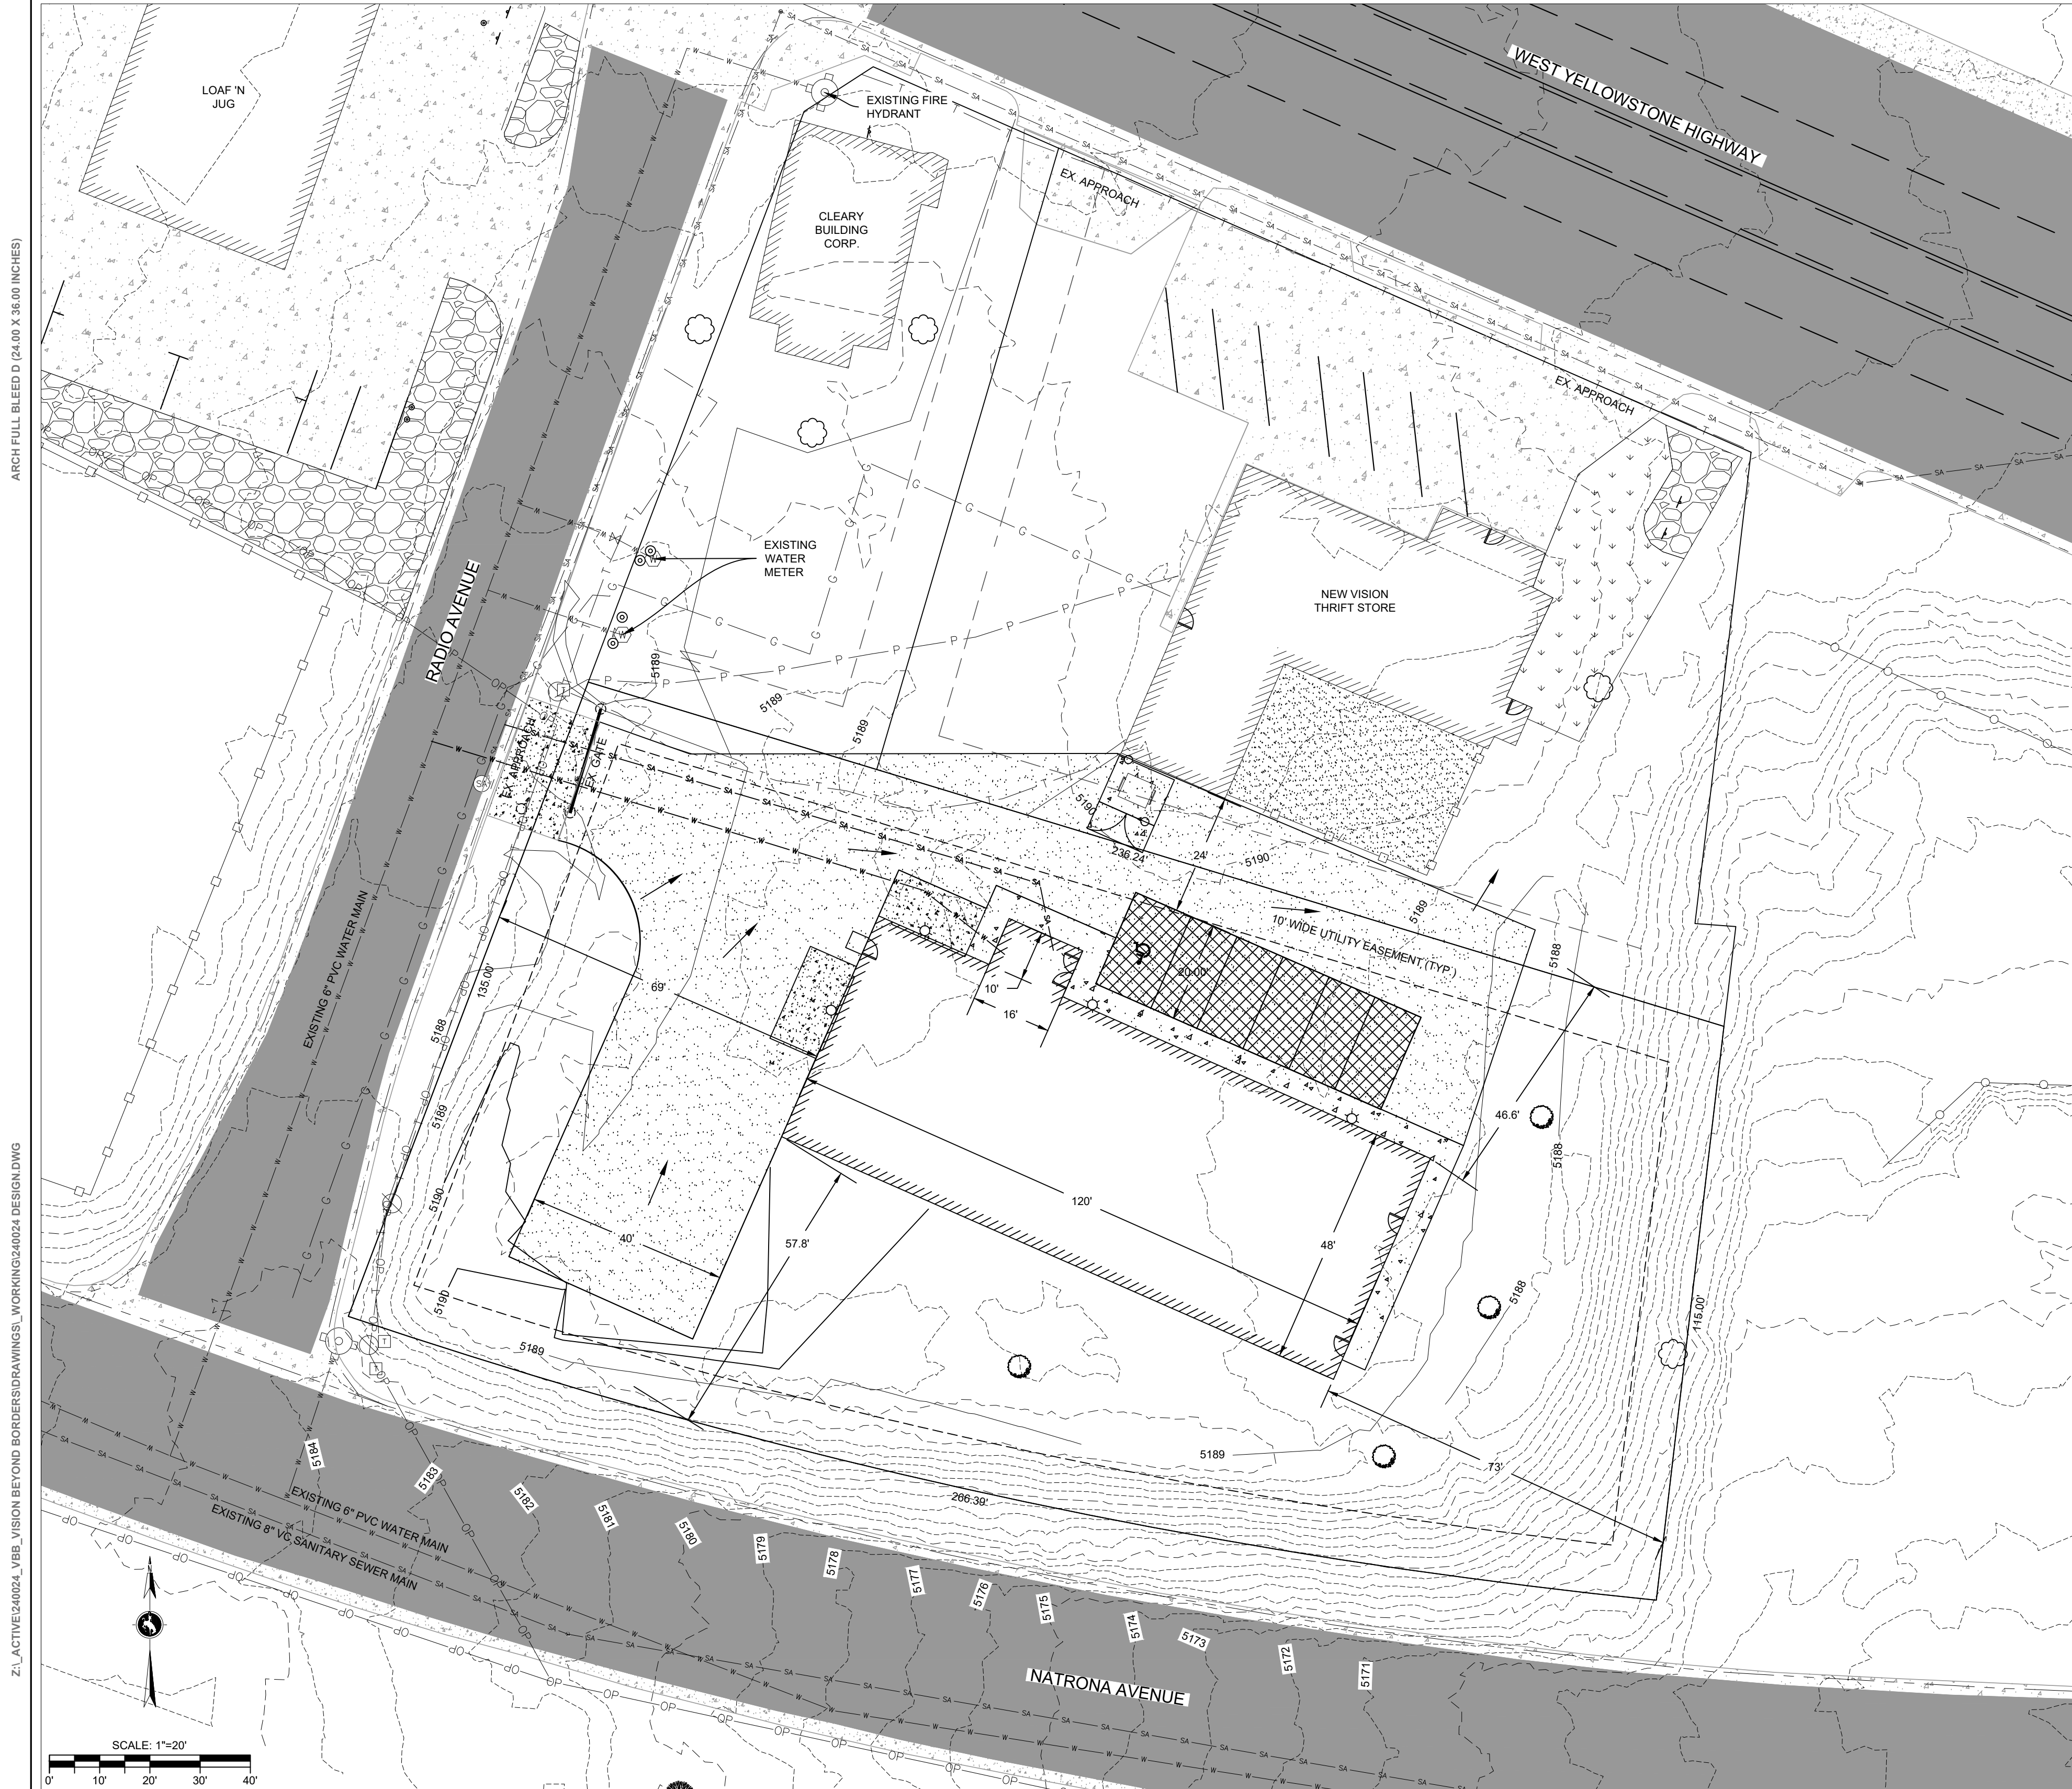 ARCH FULL BLEED D (24.00 X 36.00 INCHES)
Z:\_ACTIVE\240024_VBB_VISION BEYOND BORDERS\DRAWINGS\_WORKING\240024 DESIGN.DWG
LOAF 'N
JUG
EXISTING FIRE
HYDRANT
WEST YELLOWSTONE HIGHWAY
CLEARY
BUILDING
CORP.
EX. APPROACH
EX. APPROACH
EXISTING
WATER
METER
RADIO AVENUE
NEW VISION
THRIFT STORE
5189
5189
5189
EX APPROACH
EX. GATE
5190
236.24'
24'
5190
5189
10' WIDE UTILITY EASEMENT (TYP.)
5188
EXISTING 6" PVC WATER MAIN
135.00'
69'
10'
16'
20.00'
5188
5189
5190
46.6'
5188
120'
40'
57.8'
48'
5188
115.00'
5190
5189
5189
73'
266.39'
5184
5183
5182
5181
5180
5179
5178
5177
5176
5175
5174
5173
5172
5171
EXISTING 6" PVC WATER MAIN
EXISTING 8" VC SANITARY SEWER MAIN
NATRONA AVENUE
SCALE: 1"=20'
0' 10' 20' 30' 40'